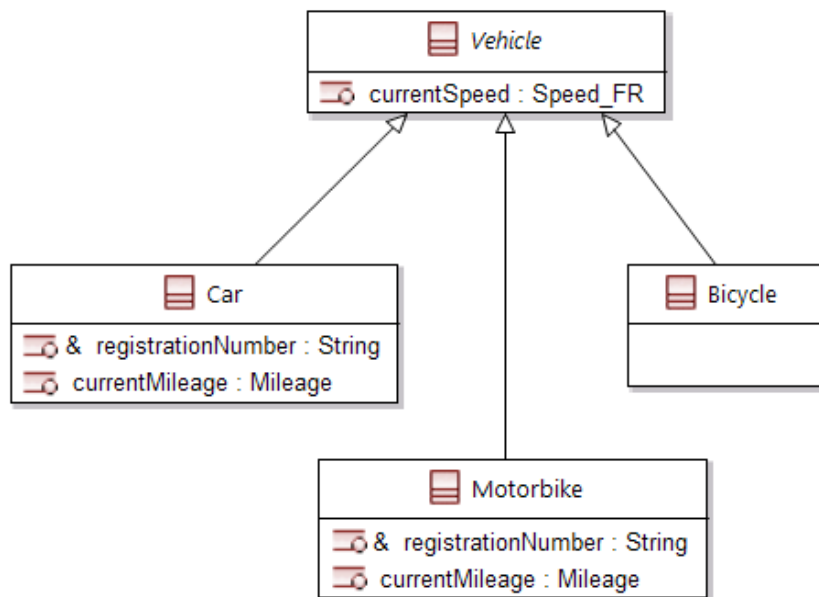 Vehicle
currentSpeed : Speed_FR
Car
& registrationNumber : String
currentMileage : Mileage
Bicycle
Motorbike
& registrationNumber : String
currentMileage : Mileage